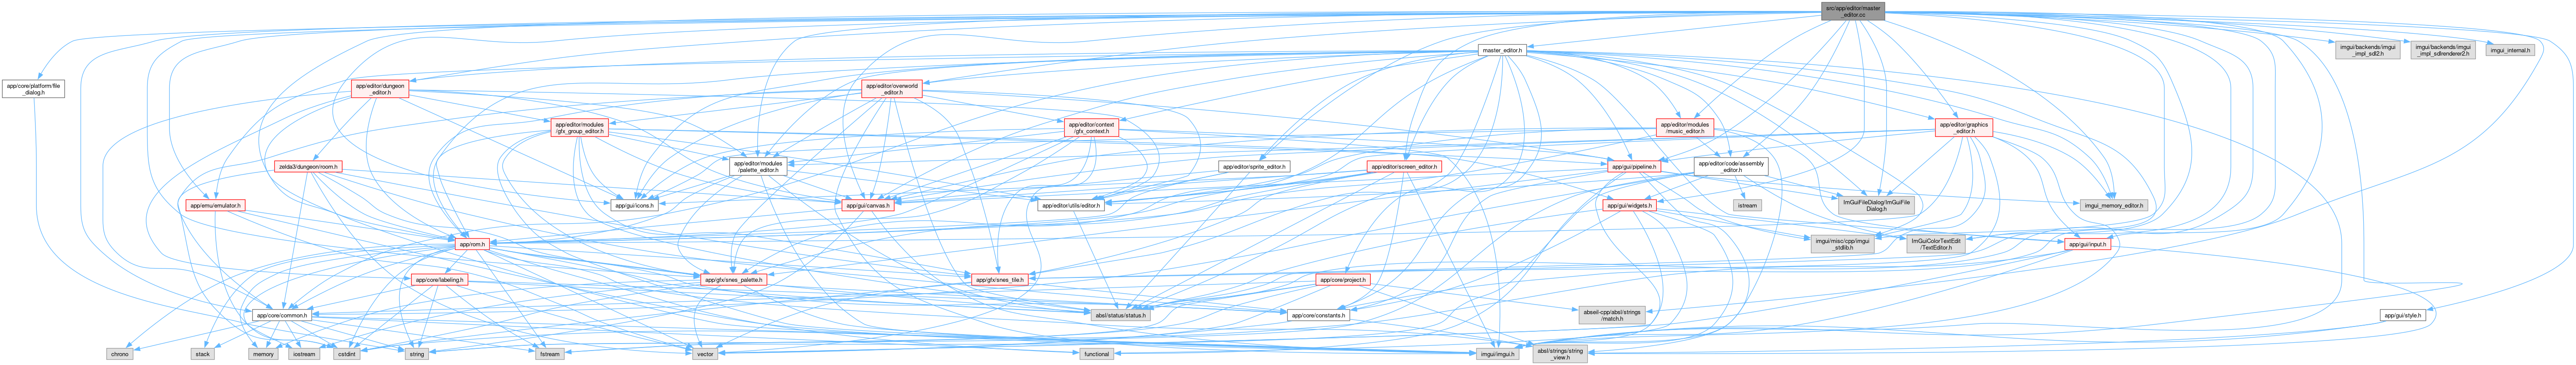 src/app/editor/master
_editor.cc
master_editor.h
imgui/backends/imgui
_impl_sdl2.h
imgui/backends/imgui
_impl_sdlrenderer2.h
imgui_internal.h
app/core/platform/file
_dialog.h
app/editor/dungeon
_editor.h
app/editor/overworld
_editor.h
app/editor/modules
/gfx_group_editor.h
app/editor/context
/gfx_context.h
app/editor/modules
/music_editor.h
app/editor/graphics
_editor.h
zelda3/dungeon/room.h
app/editor/modules
/palette_editor.h
app/editor/sprite_editor.h
app/editor/screen_editor.h
app/gui/pipeline.h
app/editor/code/assembly
_editor.h
app/emu/emulator.h
app/gui/icons.h
app/gui/canvas.h
app/editor/utils/editor.h
app/gui/widgets.h
istream
ImGuiFileDialog/ImGuiFile
Dialog.h
imgui_memory_editor.h
app/rom.h
imgui/misc/cpp/imgui
_stdlib.h
ImGuiColorTextEdit
/TextEditor.h
app/gui/input.h
app/core/labeling.h
app/gfx/snes_palette.h
app/gfx/snes_tile.h
app/core/project.h
app/core/common.h
absl/status/status.h
app/core/constants.h
abseil-cpp/absl/strings
/match.h
app/gui/style.h
chrono
stack
memory
iostream
cstdint
string
fstream
vector
functional
imgui/imgui.h
absl/strings/string
_view.h